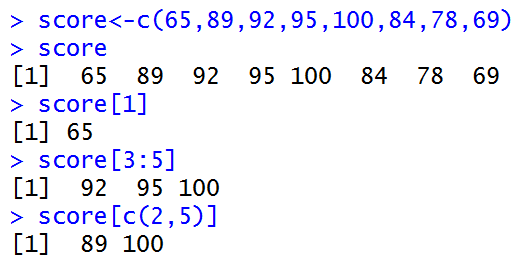 > score<-c(65,89,92,95,100,84,78,69)
> score
[1]  65  89  92  95 100  84  78  69
> score[1]
[1] 65
> score[3:5]
[1]  92  95 100
> score[c(2,5)]
[1]  89 100